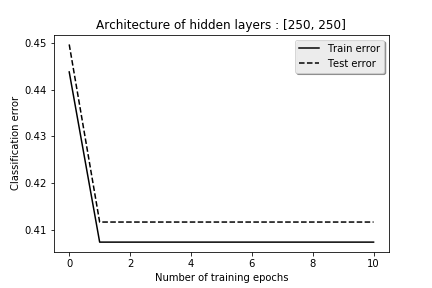 Architecture of hidden layers : [250, 250]
Train error
Test error
0.45
0.44
0.43
0.42
0.41
Classification error
0 2 4 6 8 10
Number of training epochs